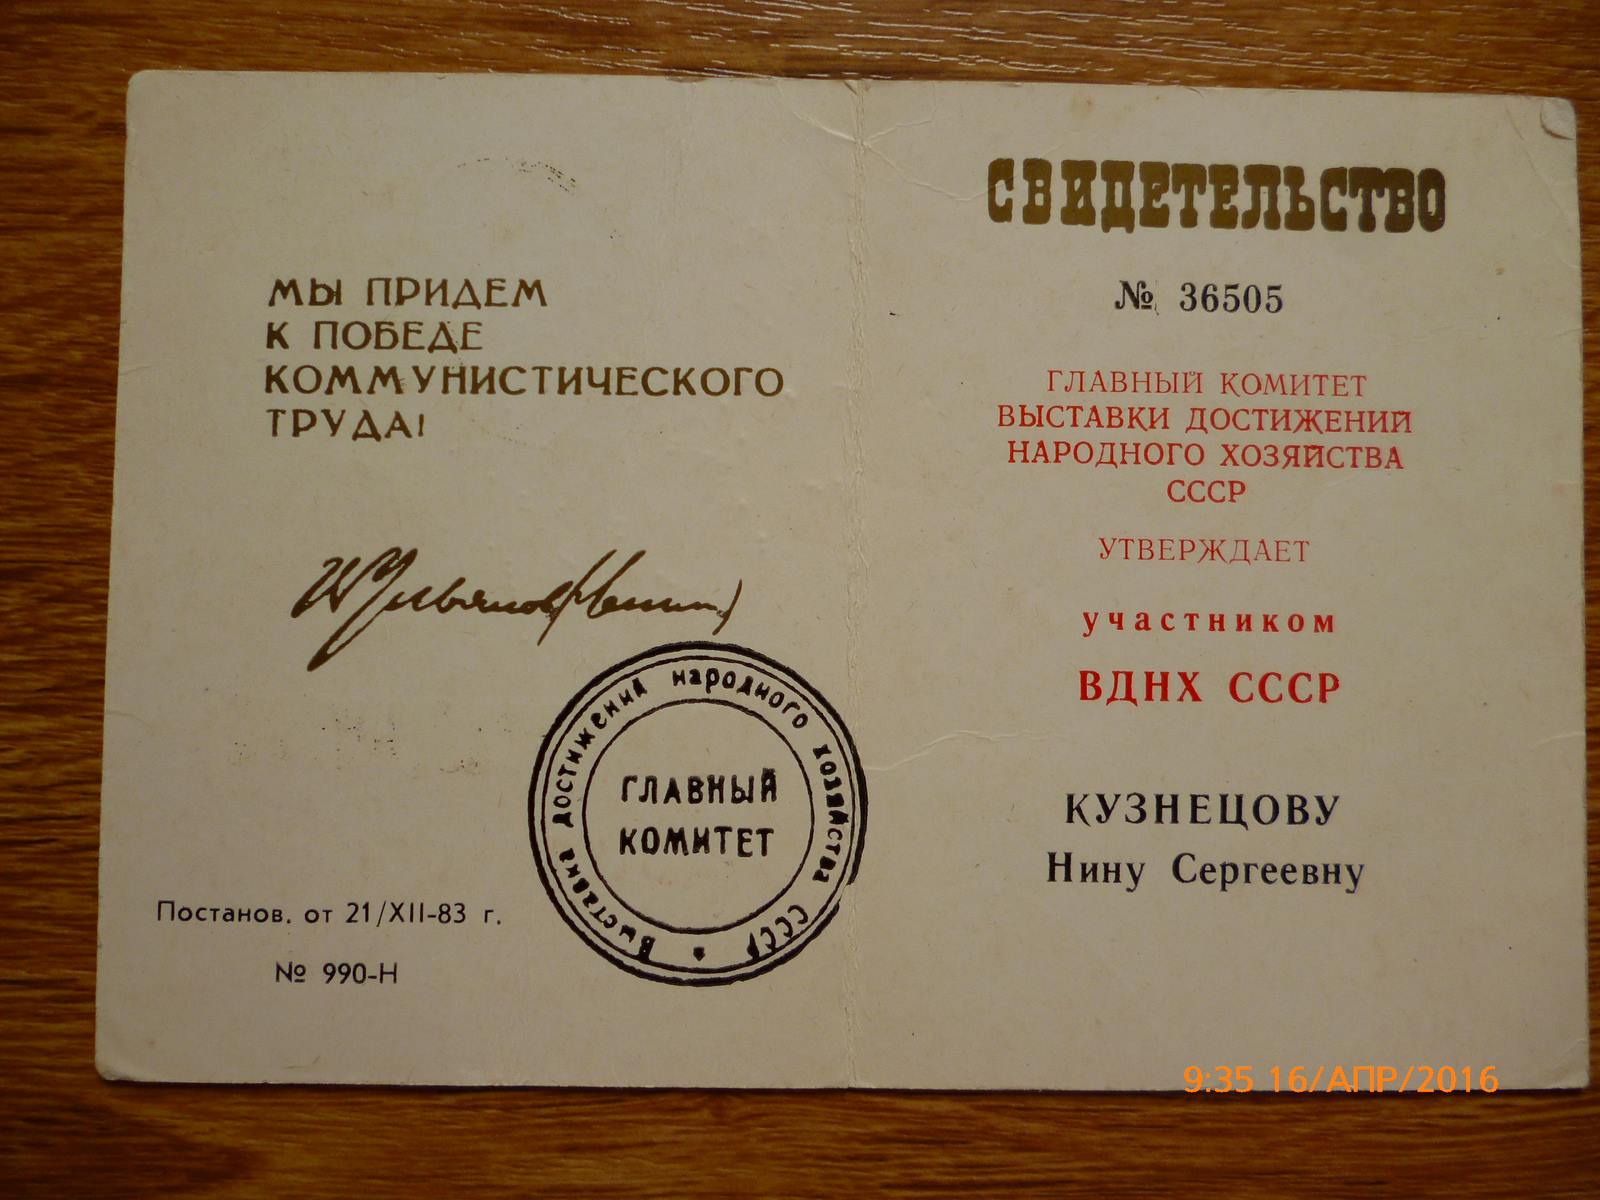 МЫ ПРИДЕМ
К ПОБЕДЕ
КОММУНИСТИЧЕСКОГО
ТРУДА!
В Ульянов (Ленин)
Выставка достижений народного хозяйства СССР
ГЛАВНЫЙ
КОМИТЕТ
Постанов. от 21/XII-83 г.
№ 990-Н
СВИДЕТЕЛЬСТВО
№ 36505
ГЛАВНЫЙ КОМИТЕТ
ВЫСТАВКИ ДОСТИЖЕНИЙ
НАРОДНОГО ХОЗЯЙСТВА
СССР
УТВЕРЖДАЕТ
участником
ВДНХ СССР
КУЗНЕЦОВУ
Нину Сергеевну
9:35 16/АПР/2016